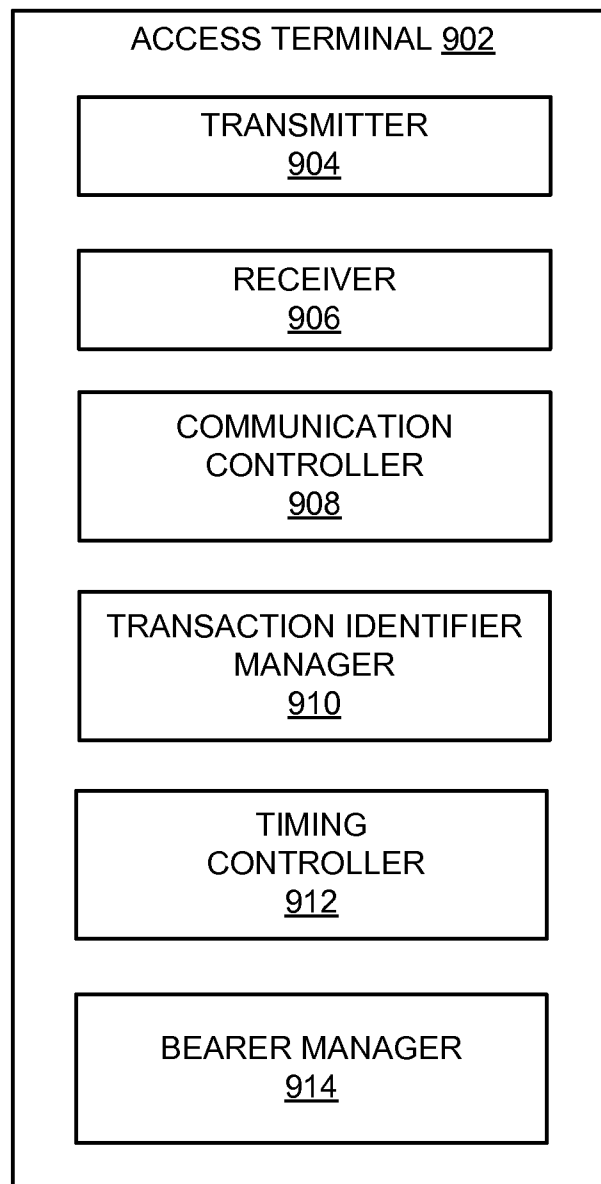 ACCESS TERMINAL 902
TRANSMITTER
904
RECEIVER
906
COMMUNICATION
CONTROLLER
908
TRANSACTION IDENTIFIER
MANAGER
910
TIMING
CONTROLLER
912
BEARER MANAGER
914